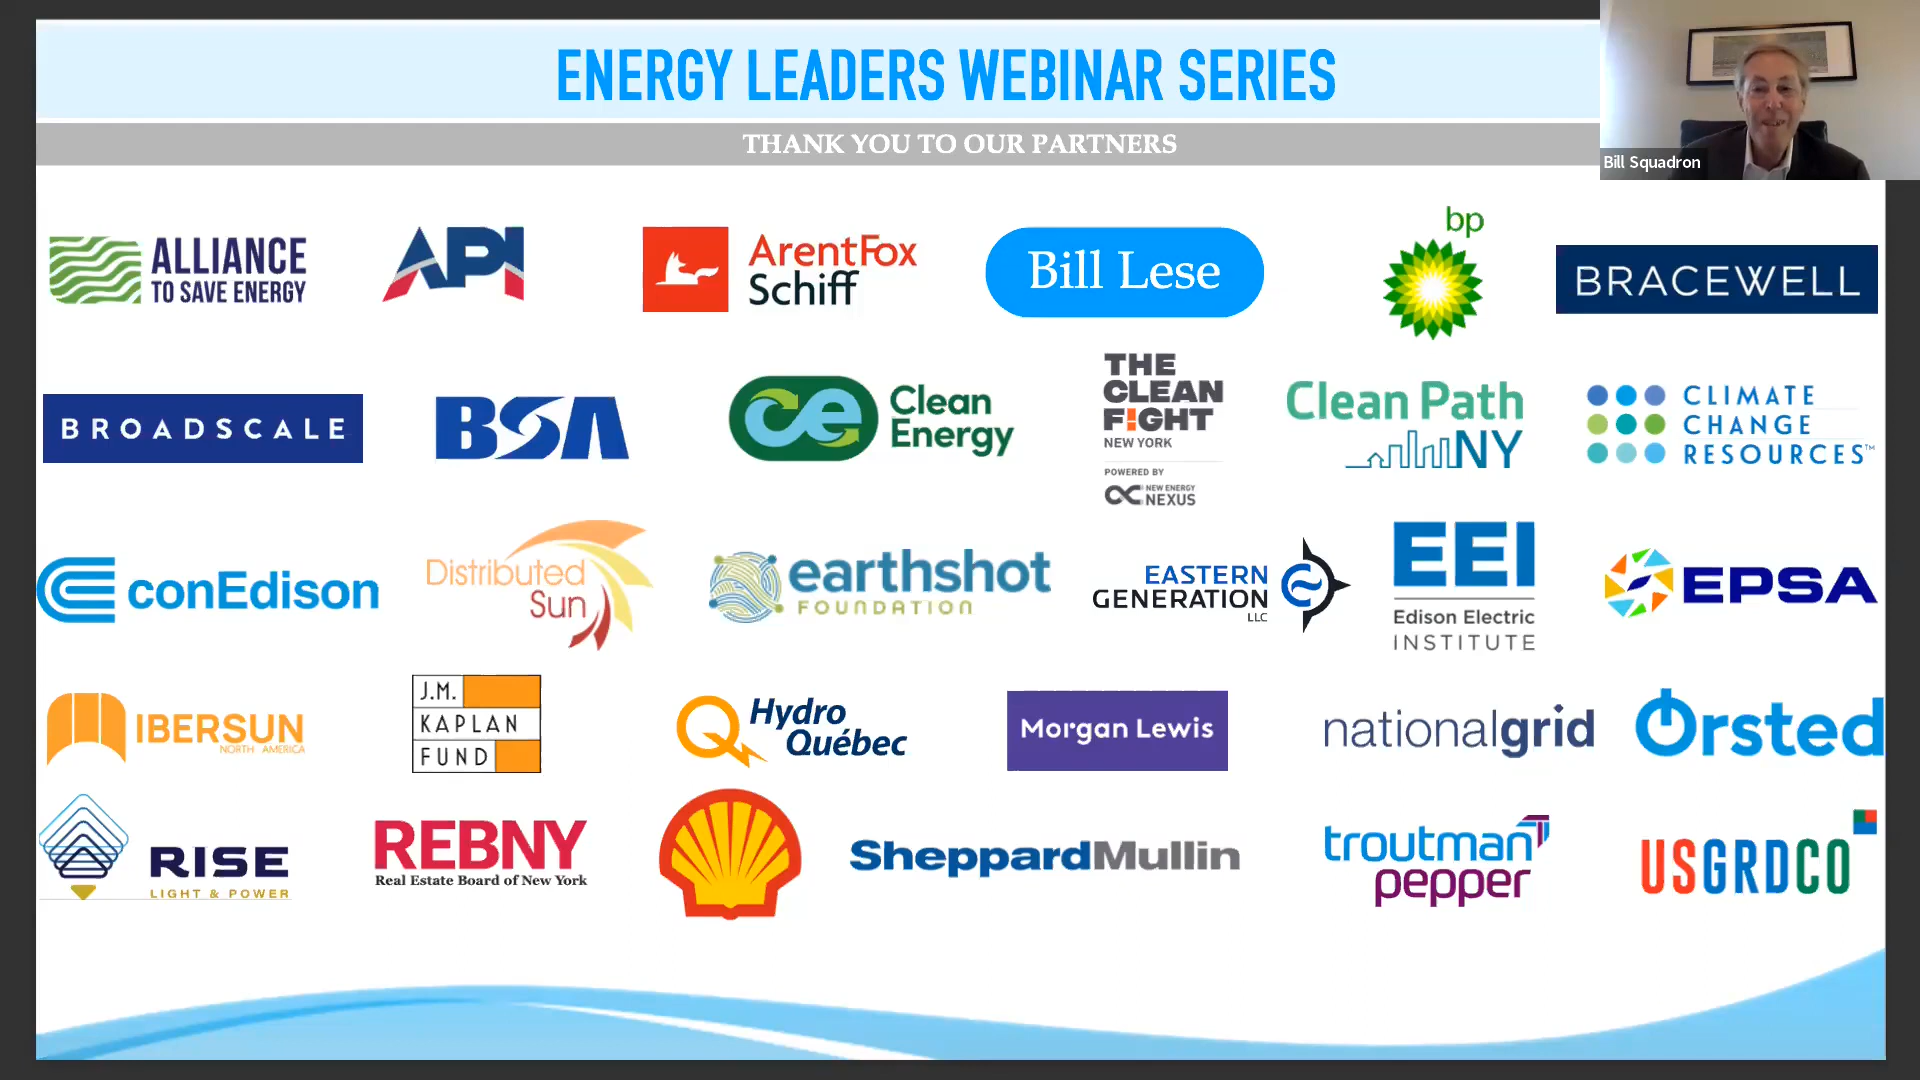 ENERGY LEADERS WEBINAR SERIES
THANK YOU TO OUR PARTNERS
Bill Squadron
ALLIANCE
TO SAVE ENERGY
API
ArentFox
Schiff
Bill Lese
bp
BRACEWELL
BROADSCALE
BSA
ce
Clean
Energy
THE
CLEAN
F!GHT
NEW YORK
POWERED BY
NEW ENERGY
NEXUS
Clean Path
NY
CLIMATE
CHANGE
RESOURCES™
conEdison
Distributed
Sun
earthshot
FOUNDATION
EASTERN
GENERATION
LLC
EEI
Edison Electric
INSTITUTE
EPSA
IBERSUN
NORTH AMERICA
J.M.
KAPLAN
FUND
Hydro
Québec
Morgan Lewis
nationalgrid
Ørsted
RISE
LIGHT & POWER
REBNY
Real Estate Board of New York
SheppardMullin
troutman
pepper
USGRDCO